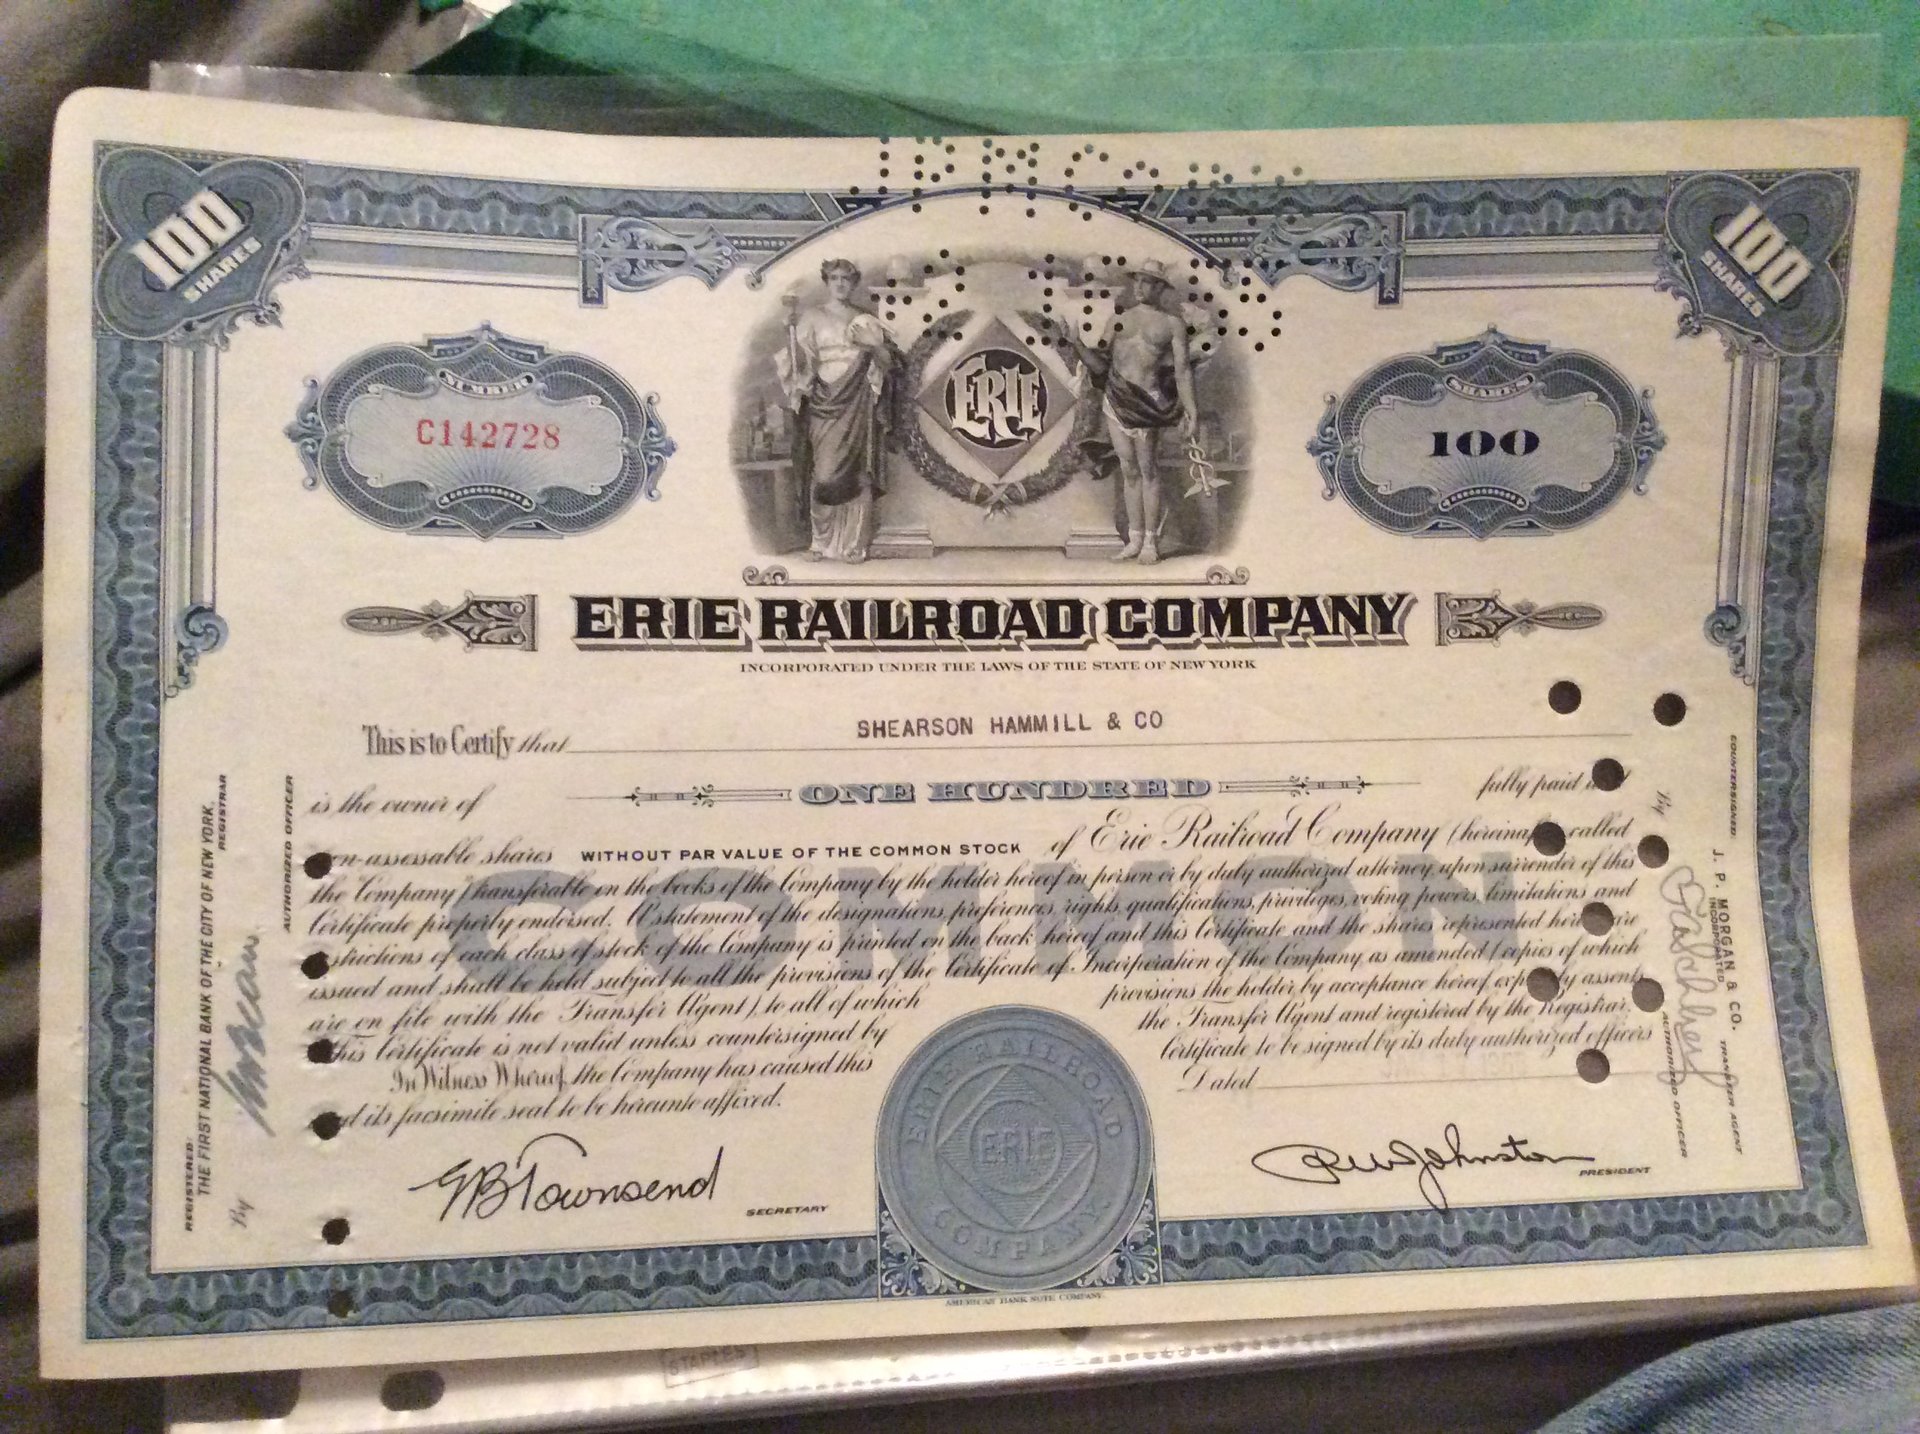 100 SHARES
100 SHARES
NUMBER
C142728
ERIE
SHARES
100
ERIE RAILROAD COMPANY
INCORPORATED UNDER THE LAWS OF THE STATE OF NEW YORK
This is to Certify that SHEARSON HAMMILL & CO
is the owner of ONE HUNDRED fully paid
non-assessable shares WITHOUT PAR VALUE OF THE COMMON STOCK of Erie Railroad Company (hereinafter called
the "Company") transferable on the books of the Company by the holder hereof in person or by duly authorized attorney, upon surrender of this
Certificate properly endorsed. A statement of the designations, preferences, rights, qualifications, privileges, voting powers, limitations and
restrictions of each class of stock of the Company is printed on the back hereof and this Certificate and the shares represented hereby are
issued and shall be held subject to all the provisions of the Certificate of Incorporation of the Company, as amended (copies of which
are on file with the Transfer Agent), to all of which provisions the holder, by acceptance hereof expressly assents.
This Certificate is not valid unless countersigned by the Transfer Agent and registered by the Registrar.
In Witness Whereof, the Company has caused this Certificate to be signed by its duly authorized officers
and its facsimile seal to be hereunto affixed. Dated
G B Townsend
SECRETARY
ERIE RAILROAD COMPANY
ERIE
R W Johnston
PRESIDENT
AMERICAN BANK NOTE COMPANY
REGISTERED:
THE FIRST NATIONAL BANK OF THE CITY OF NEW YORK,
REGISTRAR
By
AUTHORIZED OFFICER
COUNTERSIGNED:
J. P. MORGAN & CO.
INCORPORATED
TRANSFER AGENT
By
AUTHORIZED OFFICER
STAPLES